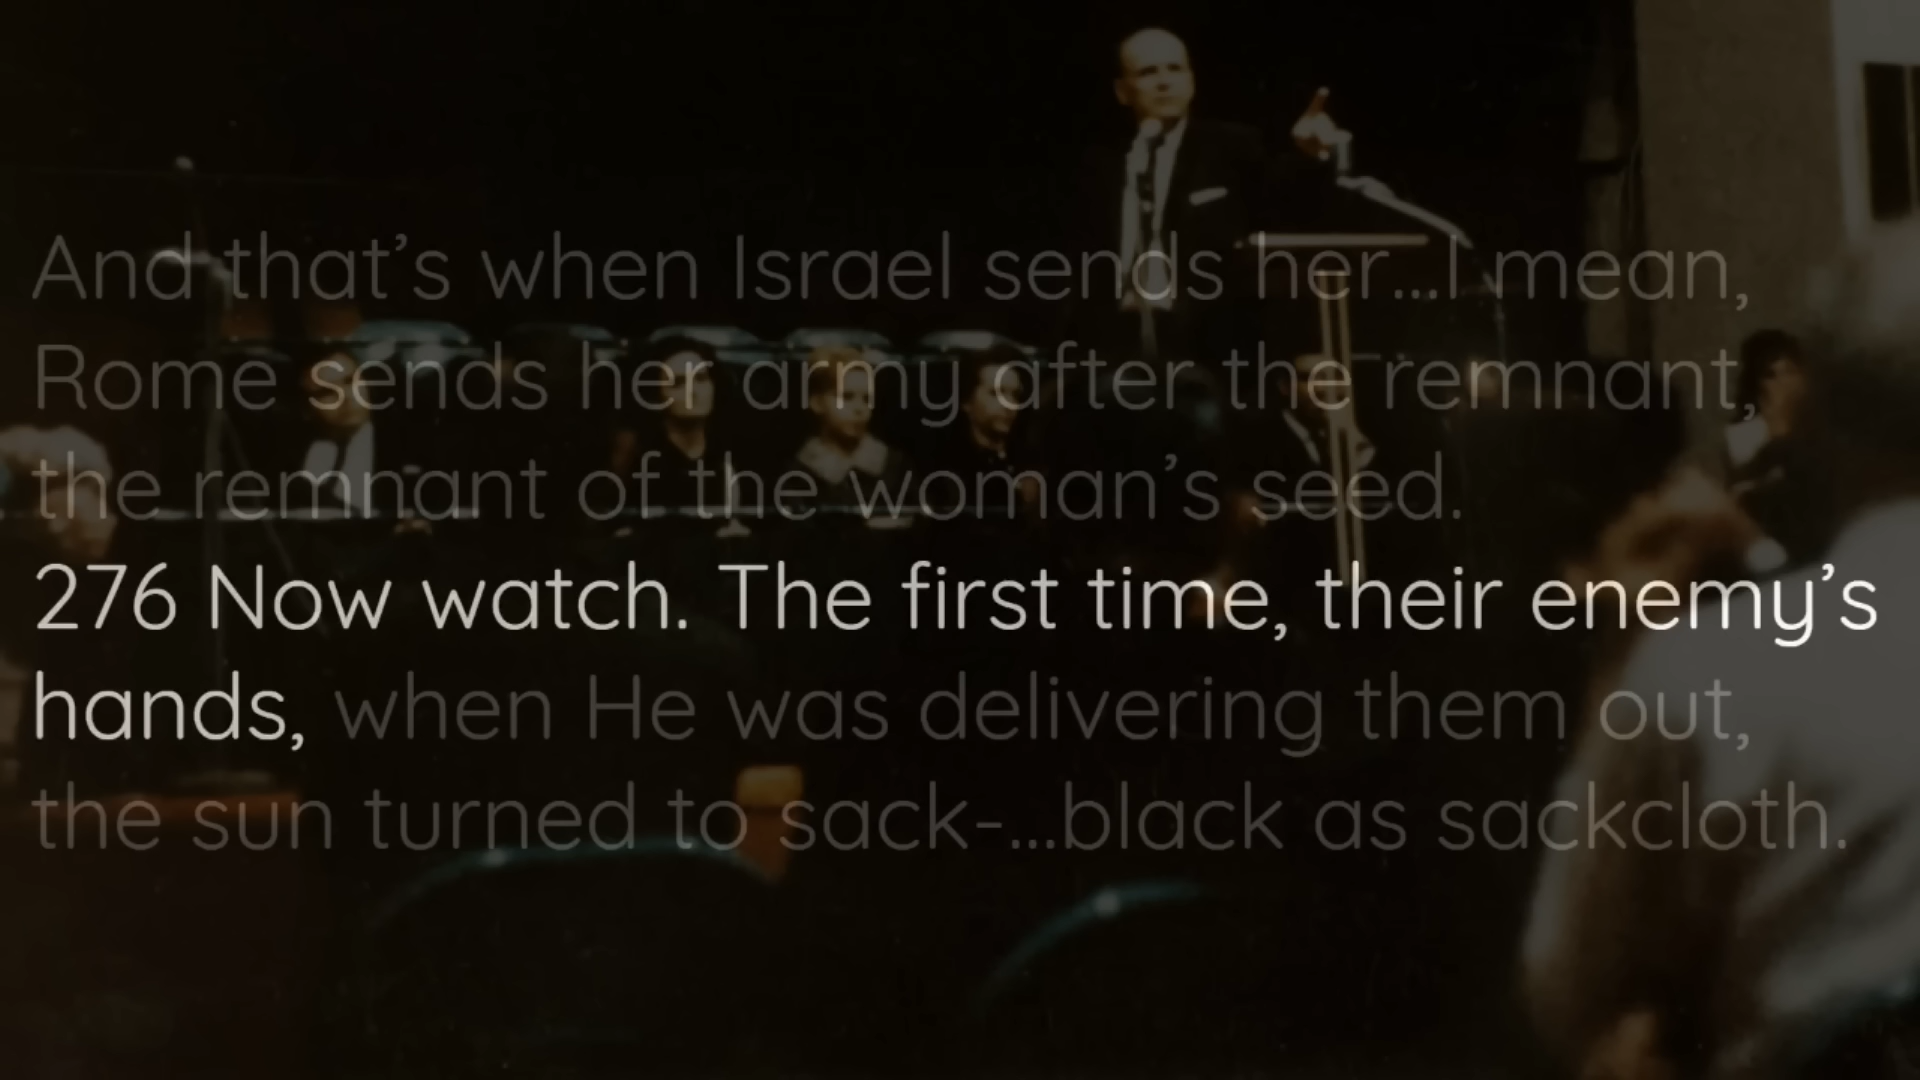 And that’s when Israel sends her...I mean,
Rome sends her army after the remnant,
the remnant of the woman’s seed.
276 Now watch. The first time, their enemy’s
hands, when He was delivering them out,
the sun turned to sack-...black as sackcloth.